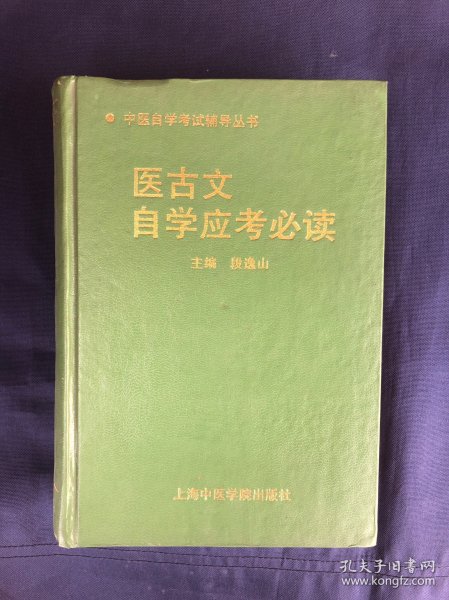 中医自学考试辅导丛书
医古文
自学应考必读
主编 段逸山
上海中医学院出版社
孔夫子旧书网
www.kongfz.com